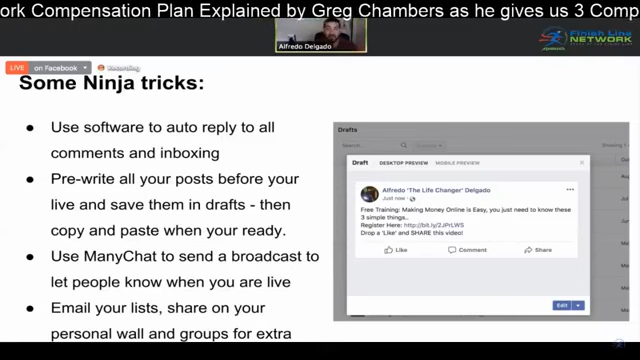 ork Compensation Plan Explained by Greg Chambers as he gives us 3 Comp
Alfredo Delgado
Finish Line
NETWORK
LIVE on Facebook
Recording
Some Ninja tricks:
● Use software to auto reply to all
comments and inboxing
● Pre-write all your posts before your
live and save them in drafts - then
copy and paste when your ready.
● Use ManyChat to send a broadcast to
let people know when you are live
● Email your lists, share on your
personal wall and groups for extra
Drafts
Search...
Showing 1
Draft DESKTOP PREVIEW MOBILE PREVIEW
Alfredo 'The Life Changer' Delgado
Just now
Free Training: Making Money Online is Easy, you just need to know these
3 simple things..
Register Here: http://bit.ly/2JPrLWS
Drop a 'Like' and SHARE this video!
Like Comment Share
Edit